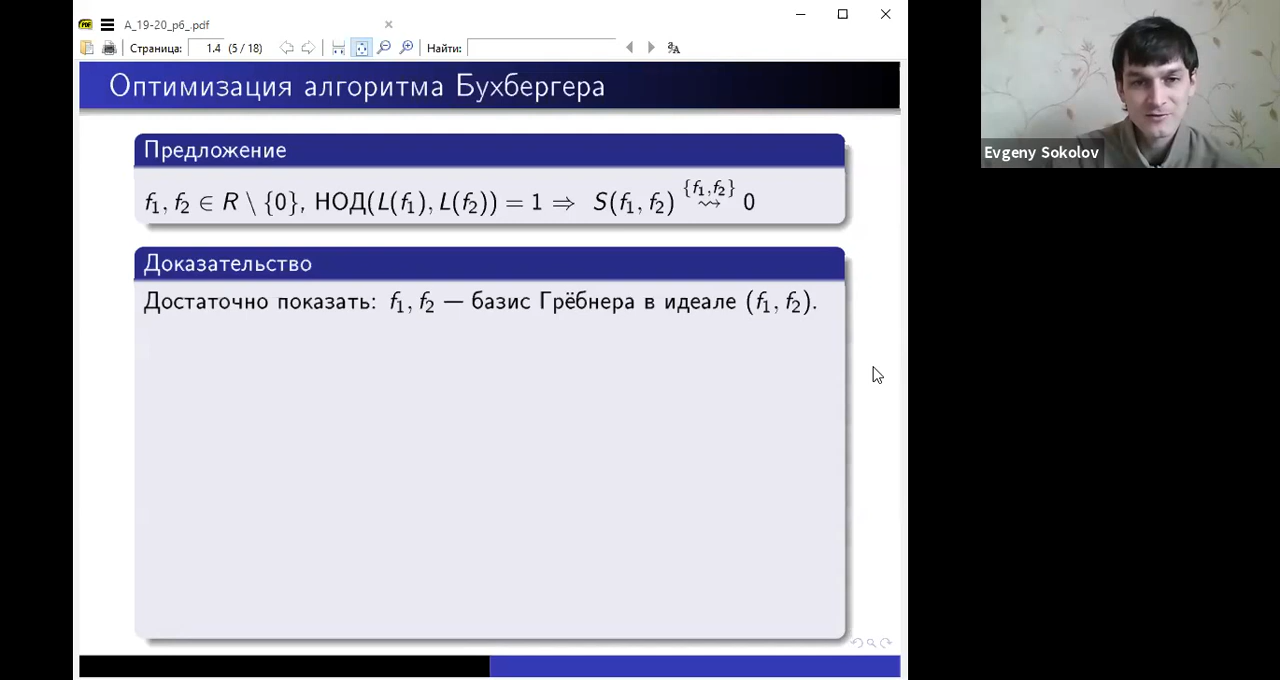 A_19-20_рб_.pdf
Страница: 1.4 (5 / 18) Найти:
Оптимизация алгоритма Бухбергера
Предложение
f₁, f₂ ∈ R \ {0}, НОД(L(f₁), L(f₂)) = 1 ⇒ S(f₁, f₂) {f₁,f₂}⇝ 0
Доказательство
Достаточно показать: f₁, f₂ — базис Грёбнера в идеале (f₁, f₂).
Evgeny Sokolov